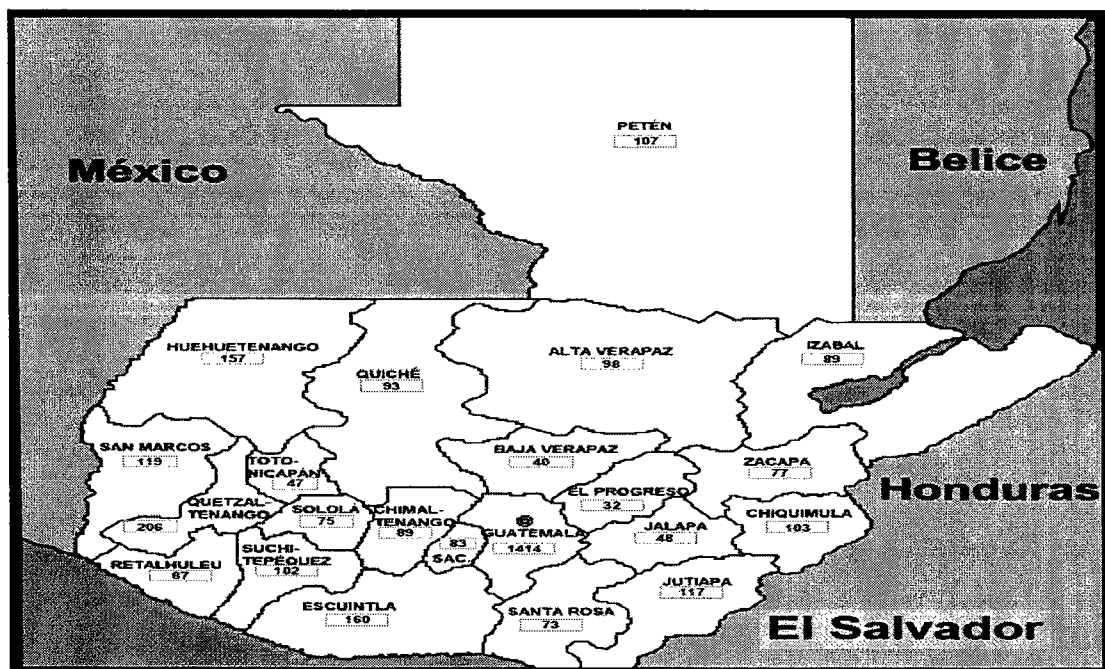 PETÉN
107
México
Belice
HUEHUETENANGO
157
QUICHÉ
93
ALTA VERAPAZ
98
IZABAL
89
SAN MARCOS
119
TOTO-
NICAPÁN
47
BAJA VERAPAZ
40
ZACAPA
77
Honduras
QUETZAL-
TENANGO
206
SOLOLÁ
75
CHIMAL-
TENANGO
89
EL PROGRESO
32
CHIQUIMULA
103
83
SAC.
GUATEMALA
1414
JALAPA
48
RETALHULEU
67
SUCHI-
TEPÉQUEZ
102
ESCUINTLA
160
SANTA ROSA
73
JUTIAPA
117
El Salvador